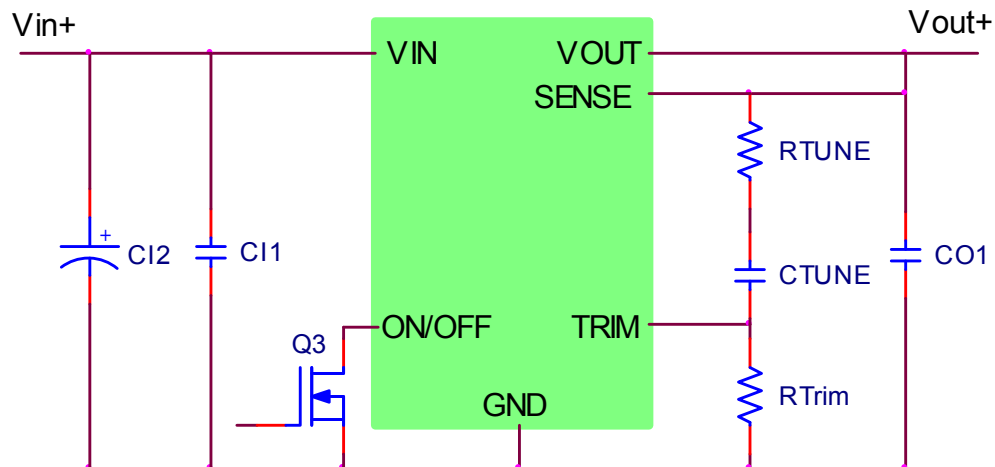 Vin+
Vout+
VIN
VOUT
SENSE
RTUNE
+
CI2
CI1
CTUNE
CO1
ON/OFF
TRIM
Q3
RTrim
GND